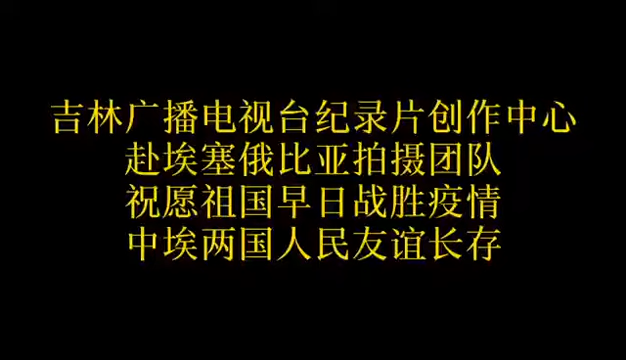 吉林广播电视台纪录片创作中心
赴埃塞俄比亚拍摄团队
祝愿祖国早日战胜疫情
中埃两国人民友谊长存